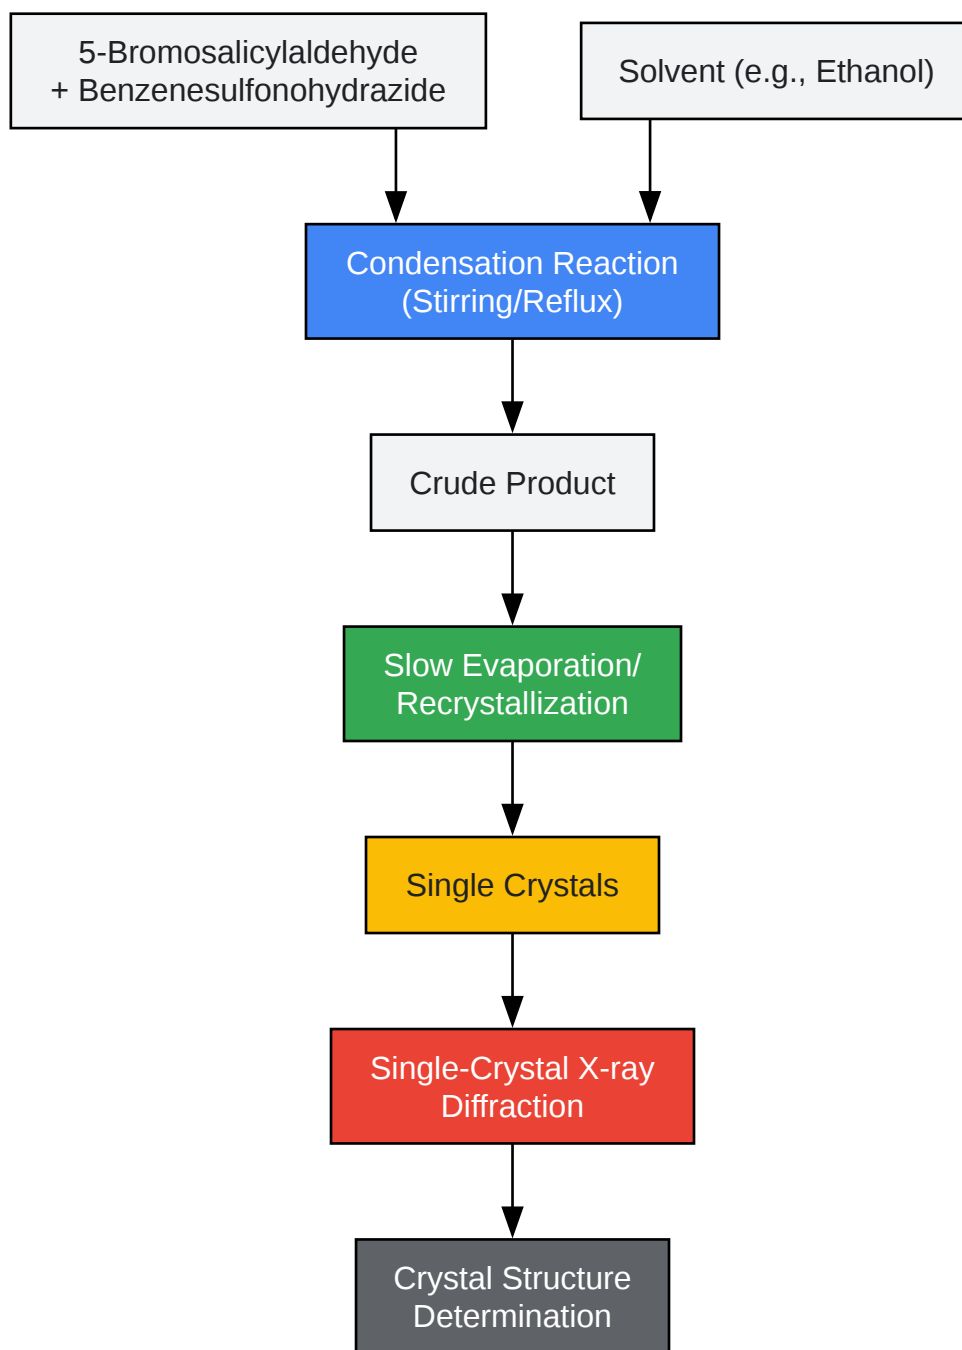 5-Bromosalicylaldehyde
+ Benzenesulfonohydrazide
Solvent (e.g., Ethanol)
Condensation Reaction
(Stirring/Reflux)
Crude Product
Slow Evaporation/
Recrystallization
Single Crystals
Single-Crystal X-ray
Diffraction
Crystal Structure
Determination